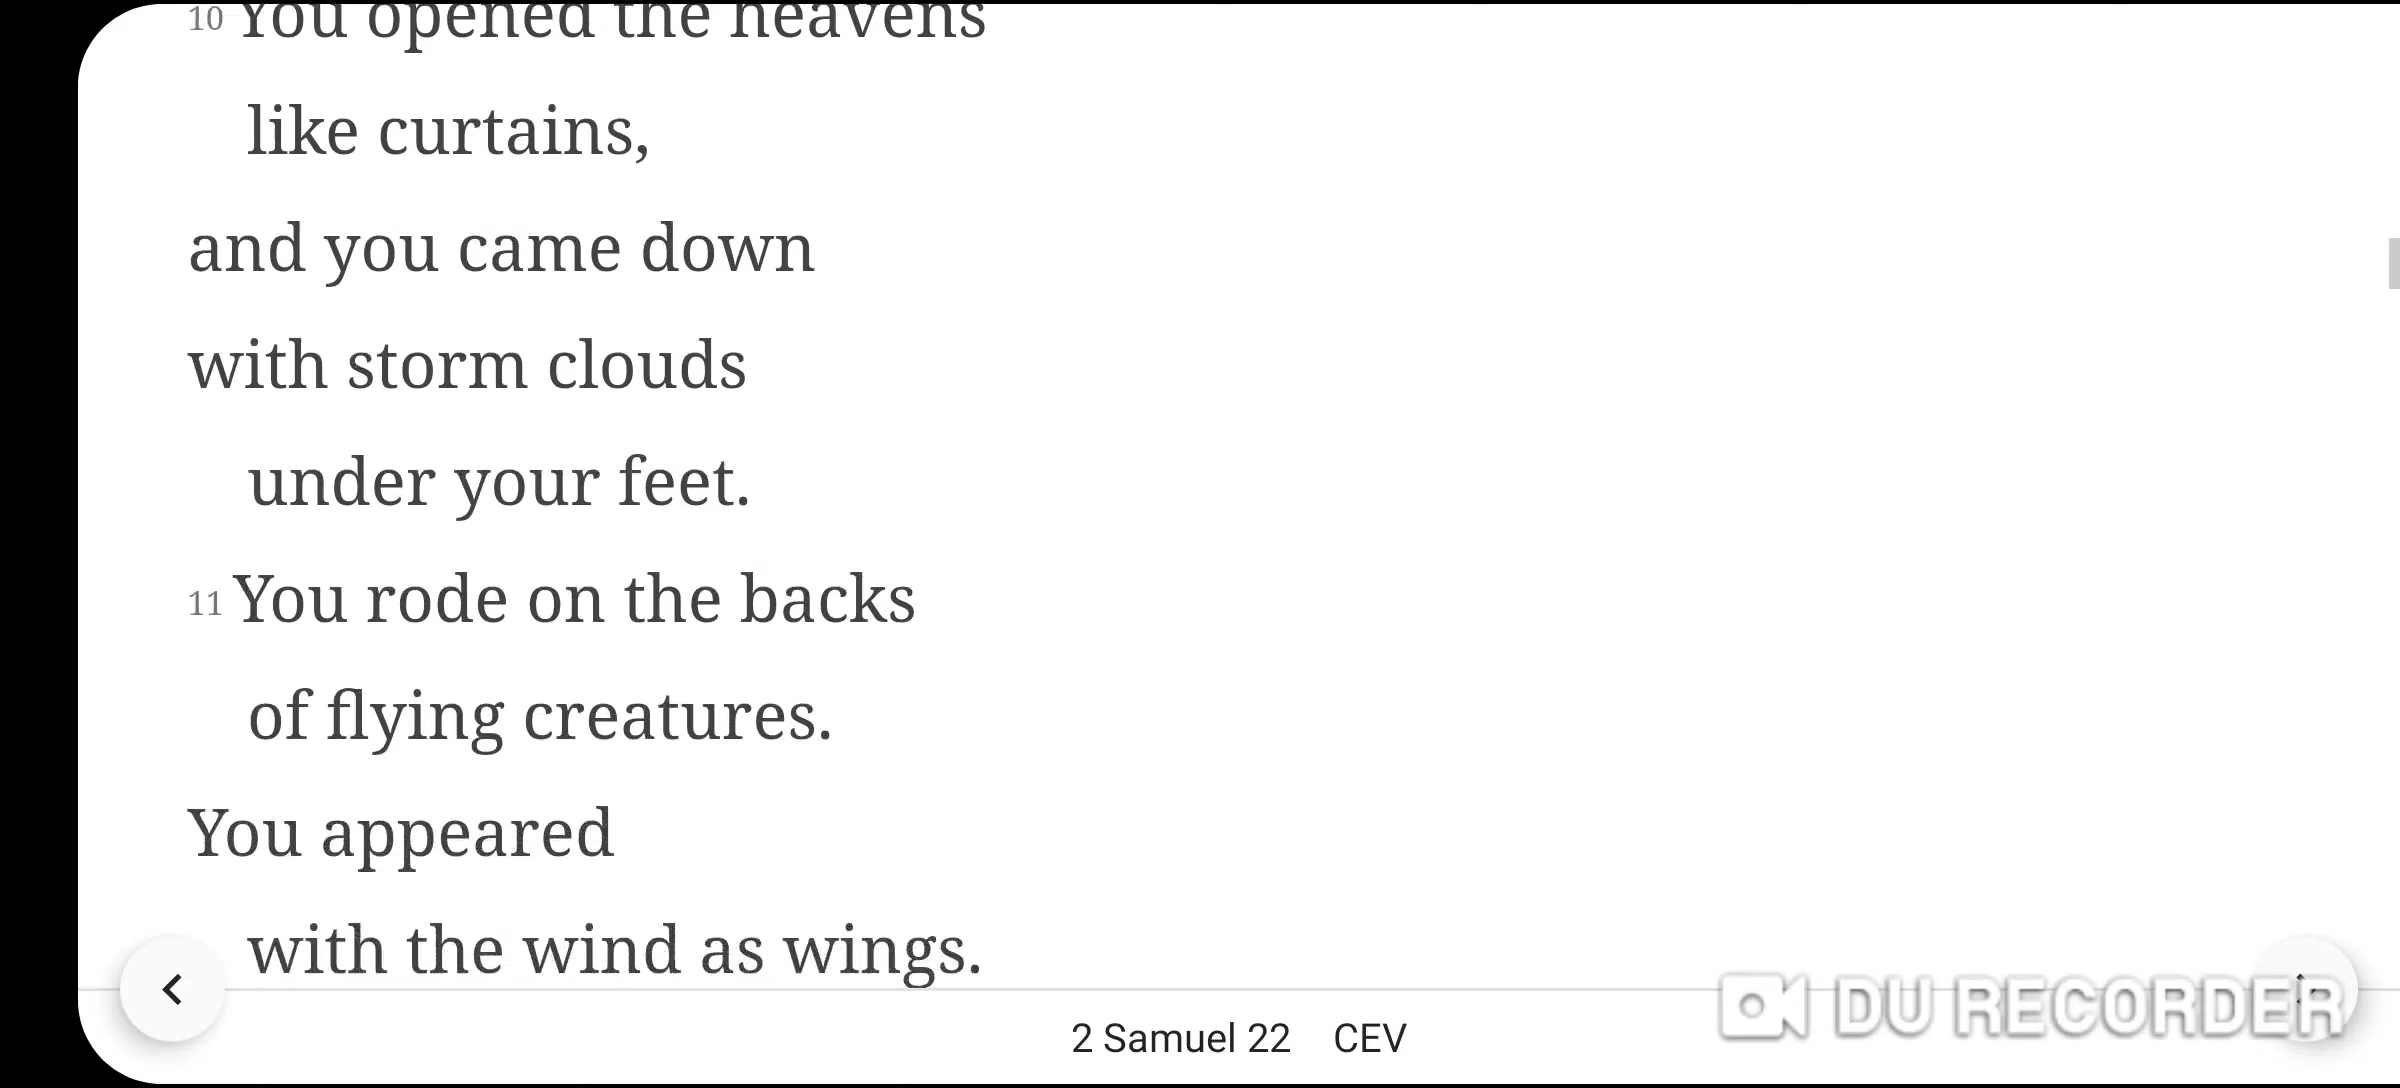 10 You opened the heavens
like curtains,
and you came down
with storm clouds
under your feet.
11 You rode on the backs
of flying creatures.
You appeared
with the wind as wings.
2 Samuel 22 CEV
DU RECORDER